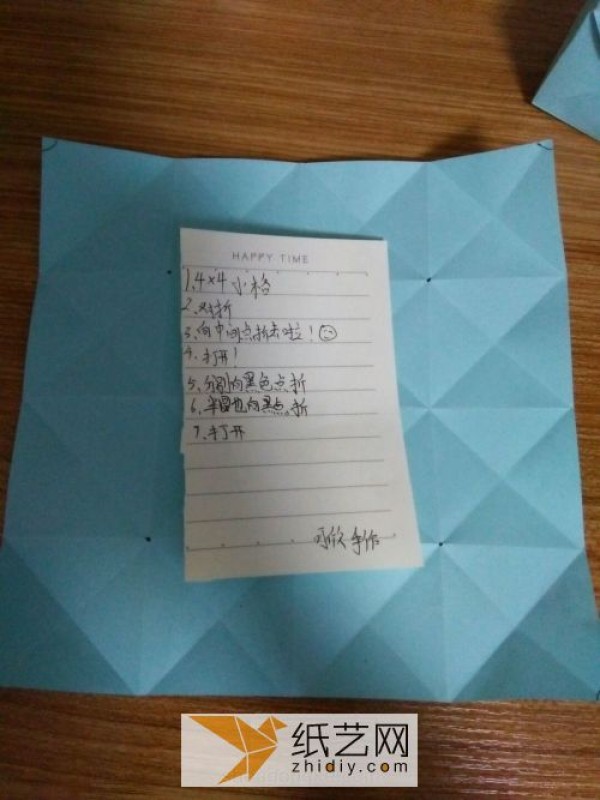 HAPPY TIME
1.4×4小格
2.对折
3.向中间点折去啦!
4.打开!
5.分别向黑色点折
6.半圆也向黑点折
7.打开
手作
纸艺网
zhidiy.com